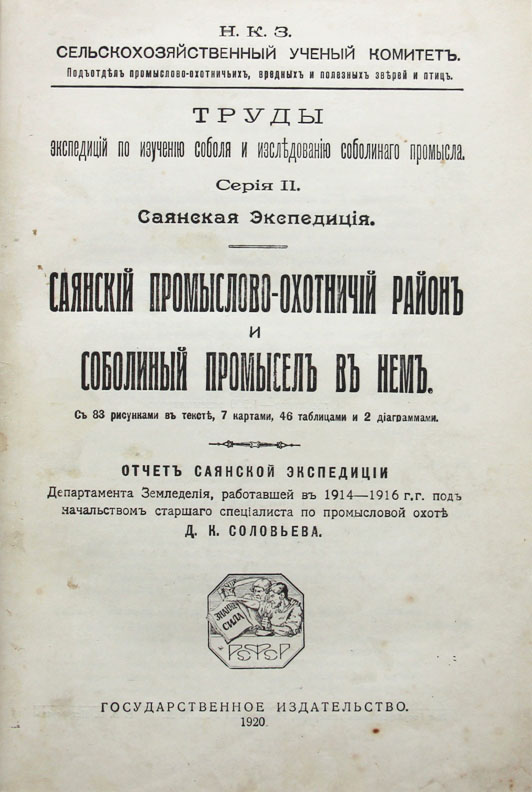 Н. К. З.
СЕЛЬСКОХОЗЯЙСТВЕННЫЙ УЧЕНЫЙ КОМИТЕТЪ.
Подъотдѣлъ промыслово-охотничьихъ, вредныхъ и полезныхъ звѣрей и птицъ.
ТРУДЫ
экспедицій по изученію соболя и изслѣдованію соболинаго промысла.
Серія II.
Саянская Экспедиція.
САЯНСКІЙ ПРОМЫСЛОВО-ОХОТНИЧІЙ РАЙОНЪ
И
СОБОЛИНЫЙ ПРОМЫСЕЛЪ ВЪ НЕМЪ.
Съ 83 рисунками въ текстѣ, 7 картами, 46 таблицами и 2 діаграммами.
ОТЧЕТЪ САЯНСКОЙ ЭКСПЕДИЦІИ
Департамента Земледелія, работавшей въ 1914—1916 г.г. подъ
начальством старшаго спеціалиста по промысловой охотѣ
Д. К. СОЛОВЬЕВА.
ЗНАНІЕ
СИЛА
РСФСР
ГОСУДАРСТВЕННОЕ ИЗДАТЕЛЬСТВО.
1920.